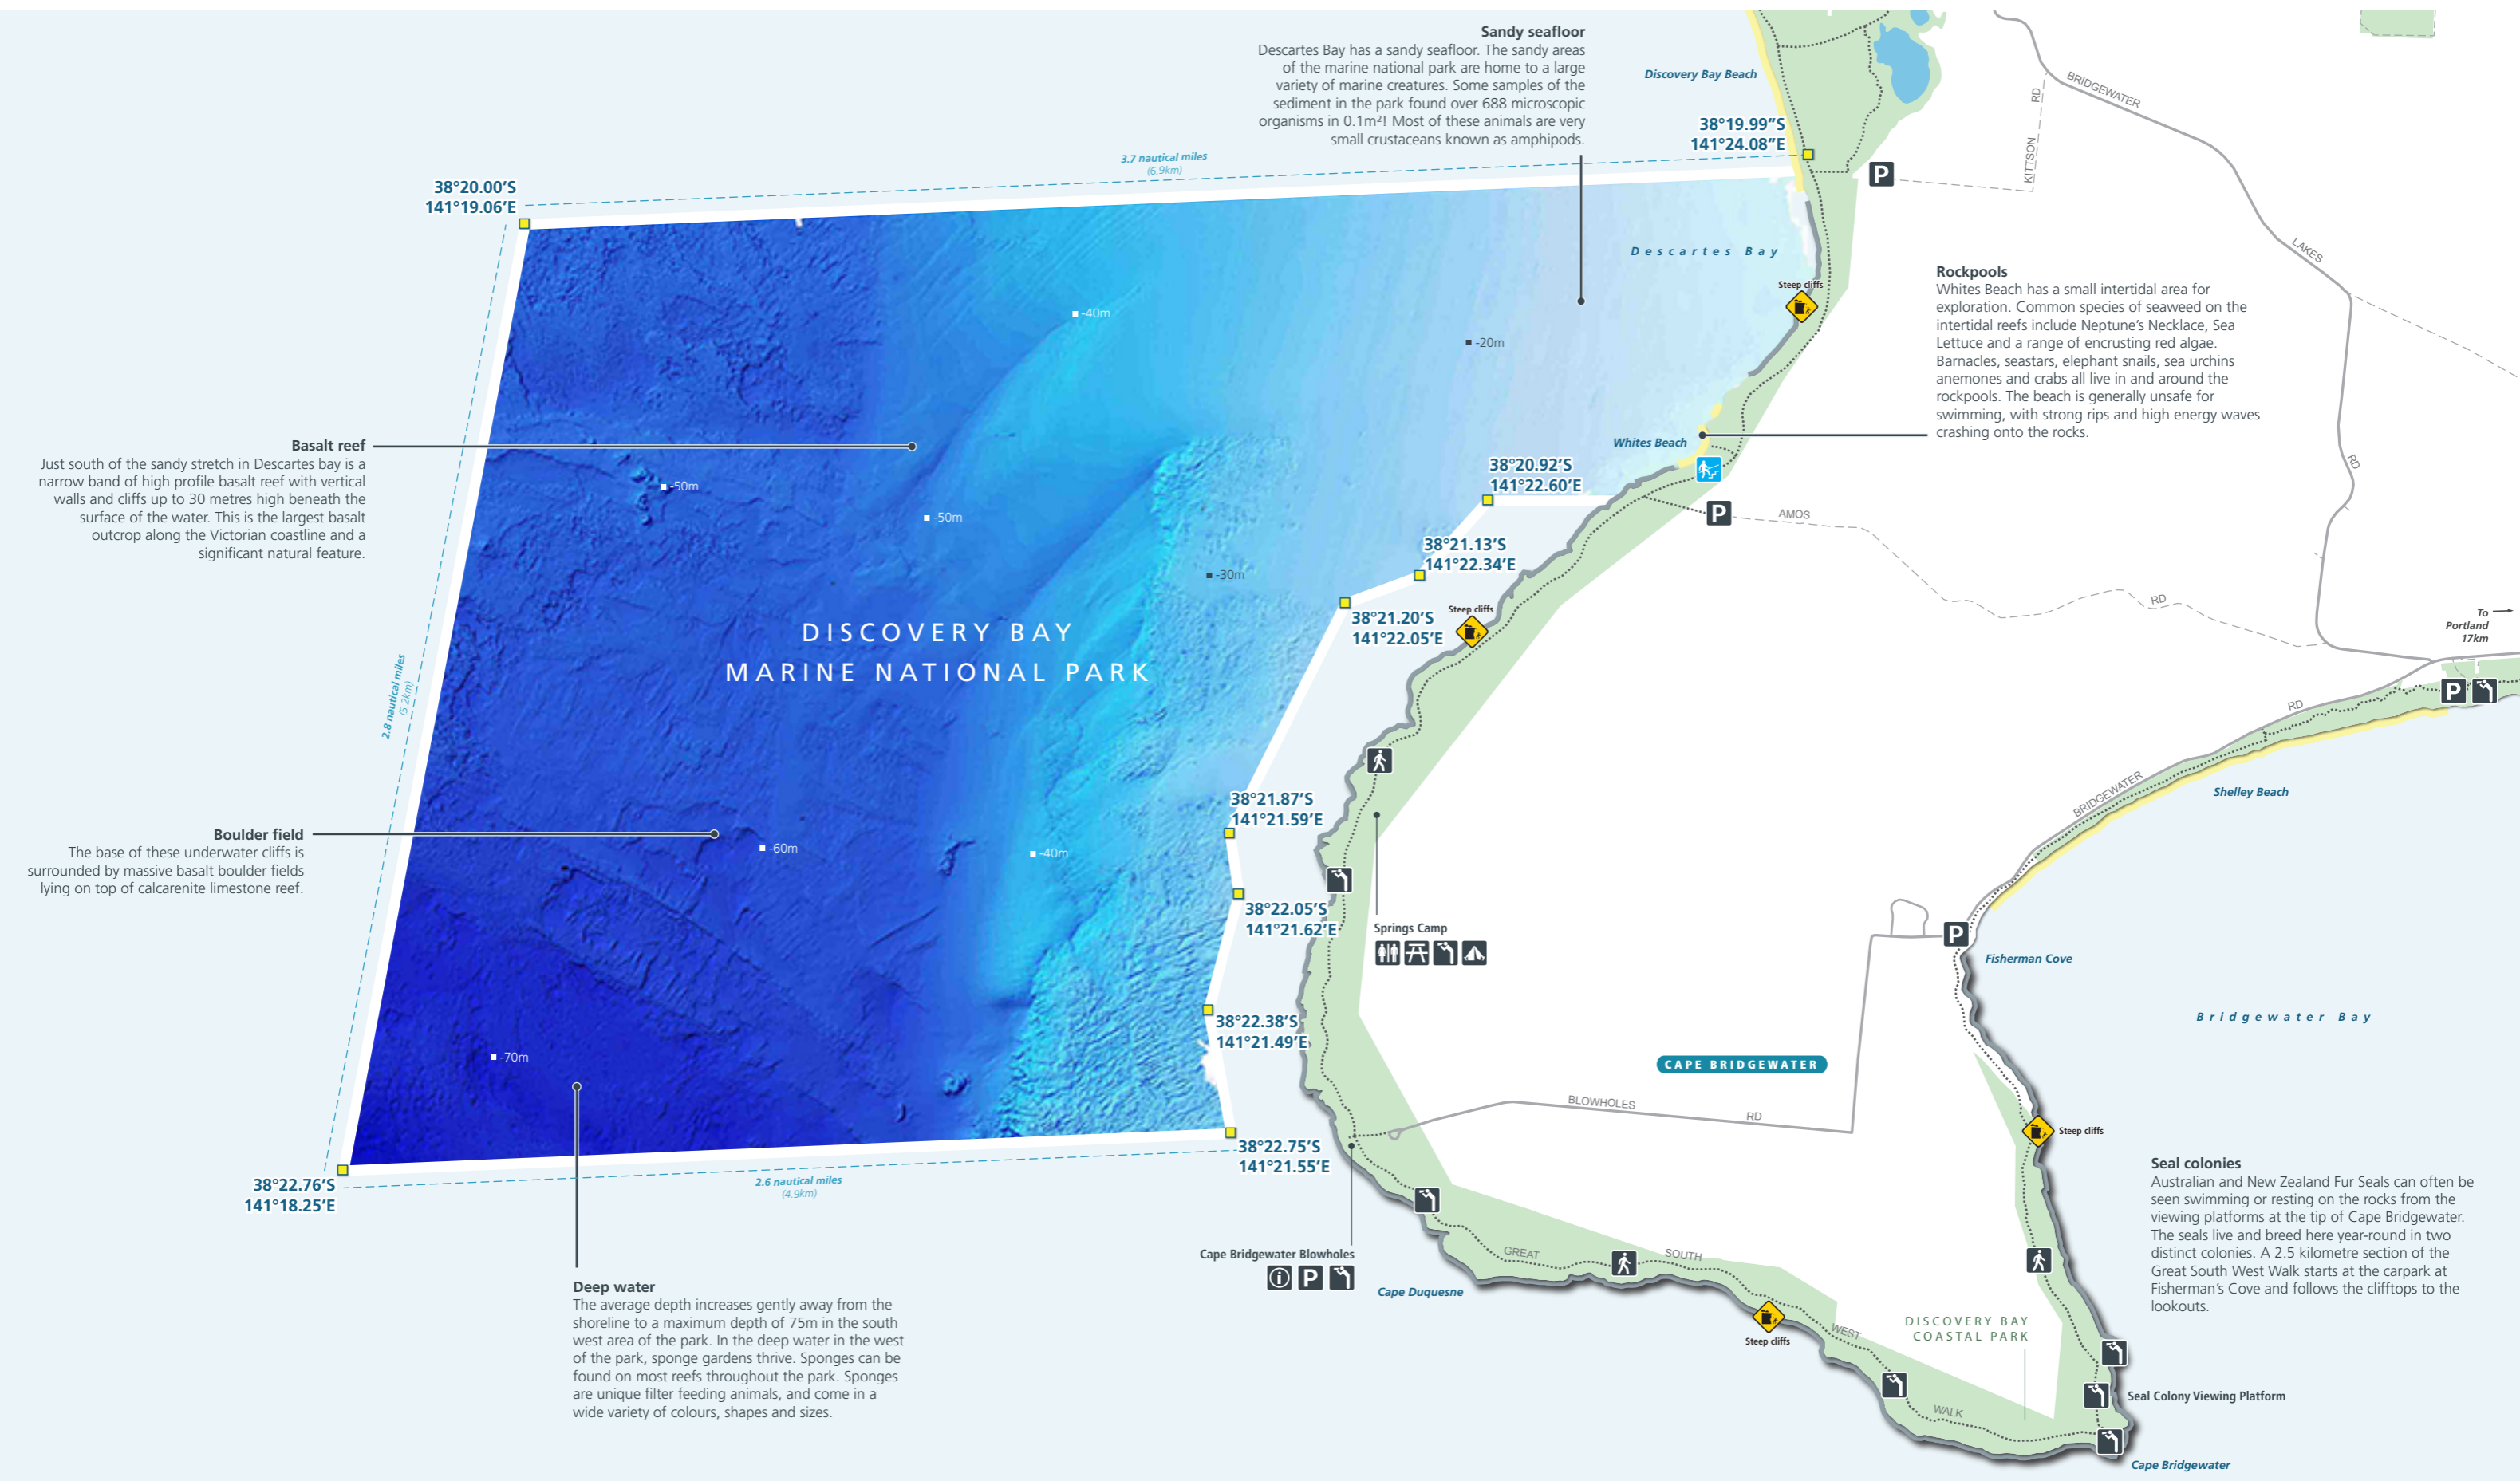 Sandy seafloor
Descartes Bay has a sandy seafloor. The sandy areas
of the marine national park are home to a large
variety of marine creatures. Some samples of the
sediment in the park found over 688 microscopic
organisms in 0.1m²! Most of these animals are very
small crustaceans known as amphipods.
Discovery Bay Beach
38°19.99’’S
141°24.08’’E
BRIDGEWATER
RD
KITTSON
P
LAKES
RD
3.7 nautical miles
(6.9km)
38°20.00’S
141°19.06’E
Descartes Bay
Steep cliffs
Rockpools
Whites Beach has a small intertidal area for
exploration. Common species of seaweed on the
intertidal reefs include Neptune’s Necklace, Sea
Lettuce and a range of encrusting red algae.
Barnacles, seastars, elephant snails, sea urchins
anemones and crabs all live in and around the
rockpools. The beach is generally unsafe for
swimming, with strong rips and high energy waves
crashing onto the rocks.
-40m
-20m
Basalt reef
Just south of the sandy stretch in Descartes bay is a
narrow band of high profile basalt reef with vertical
walls and cliffs up to 30 metres high beneath the
surface of the water. This is the largest basalt
outcrop along the Victorian coastline and a
significant natural feature.
Whites Beach
38°20.92’S
141°22.60’E
-50m
-50m
P
AMOS
RD
38°21.13’S
141°22.34’E
-30m
38°21.20’S
141°22.05’E
Steep cliffs
To
Portland
17km
DISCOVERY BAY
MARINE NATIONAL PARK
2.8 nautical miles
(5.2km)
P
RD
BRIDGEWATER
Shelley Beach
38°21.87’S
141°21.59’E
Boulder field
The base of these underwater cliffs is
surrounded by massive basalt boulder fields
lying on top of calcarenite limestone reef.
-60m
-40m
38°22.05’S
141°21.62’E
Springs Camp
P
Fisherman Cove
Bridgewater Bay
38°22.38’S
141°21.49’E
-70m
CAPE BRIDGEWATER
BLOWHOLES
RD
38°22.75’S
141°21.55’E
Steep cliffs
38°22.76’S
141°18.25’E
2.6 nautical miles
(4.9km)
Seal colonies
Australian and New Zealand Fur Seals can often be
seen swimming or resting on the rocks from the
viewing platforms at the tip of Cape Bridgewater.
The seals live and breed here year-round in two
distinct colonies. A 2.5 kilometre section of the
Great South West Walk starts at the carpark at
Fisherman’s Cove and follows the clifftops to the
lookouts.
Cape Bridgewater Blowholes
i P
Cape Duquesne
GREAT
SOUTH
WEST
WALK
Steep cliffs
DISCOVERY BAY
COASTAL PARK
Deep water
The average depth increases gently away from the
shoreline to a maximum depth of 75m in the south
west area of the park. In the deep water in the west
of the park, sponge gardens thrive. Sponges can be
found on most reefs throughout the park. Sponges
are unique filter feeding animals, and come in a
wide variety of colours, shapes and sizes.
Seal Colony Viewing Platform
Cape Bridgewater